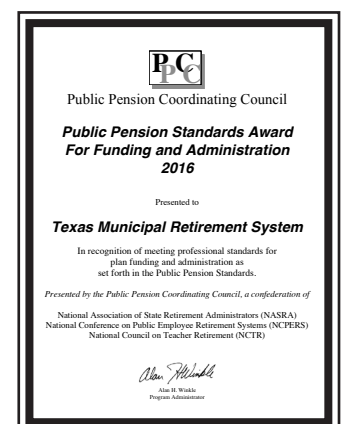 PPCC
Public Pension Coordinating Council
Public Pension Standards Award
For Funding and Administration
2016
Presented to
Texas Municipal Retirement System
In recognition of meeting professional standards for
plan funding and administration as
set forth in the Public Pension Standards.
Presented by the Public Pension Coordinating Council, a confederation of
National Association of State Retirement Administrators (NASRA)
National Conference on Public Employee Retirement Systems (NCPERS)
National Council on Teacher Retirement (NCTR)
Alan H. Winkle
Alan H. Winkle
Program Administrator